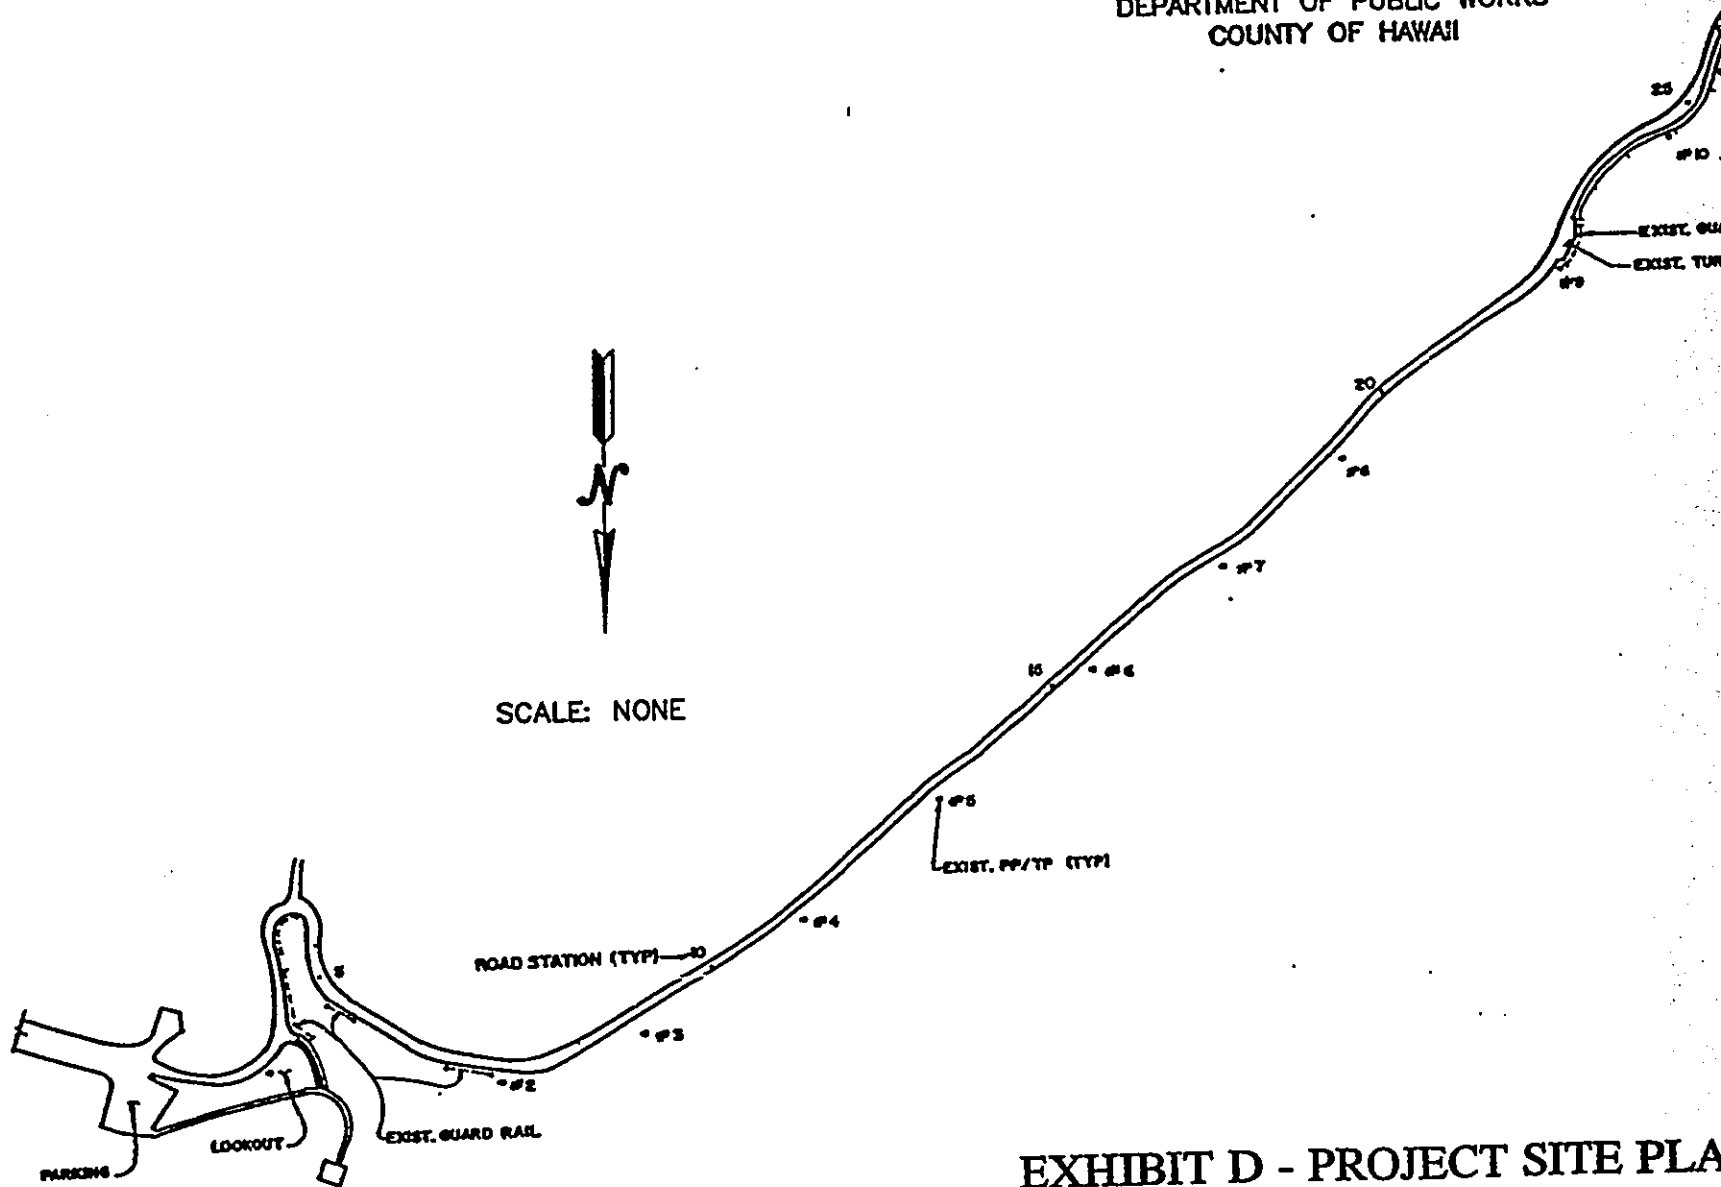 DEPARTMENT OF PUBLIC WORKS
COUNTY OF HAWAII
25
#10
EXIST. GUA
EXIST. TUR
#9
20
N
#7
15
#6
SCALE: NONE
#5
EXIST. PP/TP (TYP)
#4
ROAD STATION (TYP) 10
5
#3
#2
EXIST. GUARD RAIL
LOOKOUT
PARKING
EXHIBIT D - PROJECT SITE PLA